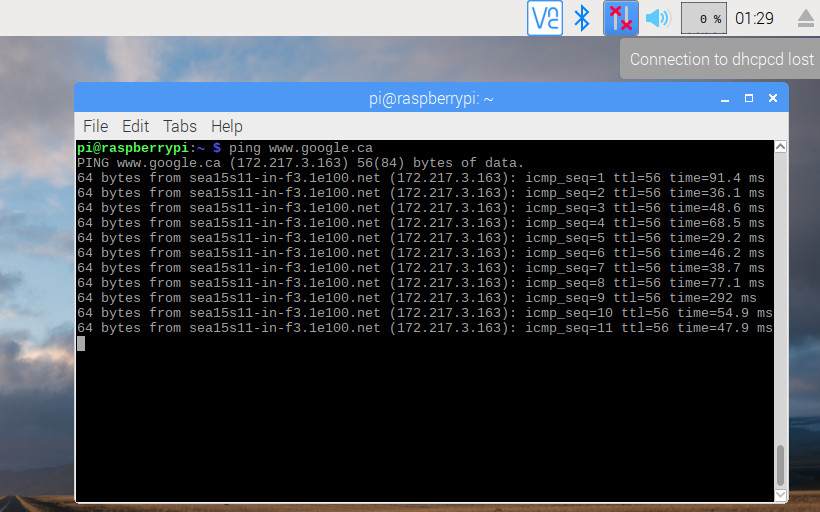 VNC
0 %
01:29
Connection to dhcpcd lost
pi@raspberrypi: ~
File Edit Tabs Help
pi@raspberrypi:~ $ ping www.google.ca
PING www.google.ca (172.217.3.163) 56(84) bytes of data.
64 bytes from sea15s11-in-f3.1e100.net (172.217.3.163): icmp_seq=1 ttl=56 time=91.4 ms
64 bytes from sea15s11-in-f3.1e100.net (172.217.3.163): icmp_seq=2 ttl=56 time=36.1 ms
64 bytes from sea15s11-in-f3.1e100.net (172.217.3.163): icmp_seq=3 ttl=56 time=48.6 ms
64 bytes from sea15s11-in-f3.1e100.net (172.217.3.163): icmp_seq=4 ttl=56 time=68.5 ms
64 bytes from sea15s11-in-f3.1e100.net (172.217.3.163): icmp_seq=5 ttl=56 time=29.2 ms
64 bytes from sea15s11-in-f3.1e100.net (172.217.3.163): icmp_seq=6 ttl=56 time=46.2 ms
64 bytes from sea15s11-in-f3.1e100.net (172.217.3.163): icmp_seq=7 ttl=56 time=38.7 ms
64 bytes from sea15s11-in-f3.1e100.net (172.217.3.163): icmp_seq=8 ttl=56 time=77.1 ms
64 bytes from sea15s11-in-f3.1e100.net (172.217.3.163): icmp_seq=9 ttl=56 time=292 ms
64 bytes from sea15s11-in-f3.1e100.net (172.217.3.163): icmp_seq=10 ttl=56 time=54.9 ms
64 bytes from sea15s11-in-f3.1e100.net (172.217.3.163): icmp_seq=11 ttl=56 time=47.9 ms